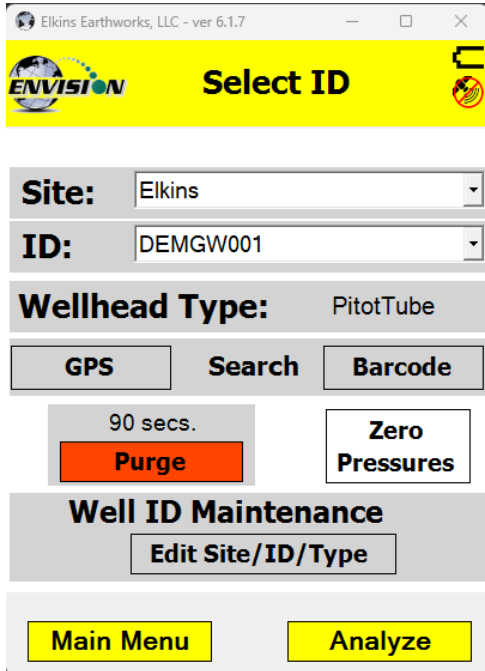 Elkins Earthworks, LLC - ver 6.1.7
ENVISION
Select ID
Site: Elkins
ID: DEMGW001
Wellhead Type: PitotTube
GPS Search Barcode
90 secs.
Purge
Zero
Pressures
Well ID Maintenance
Edit Site/ID/Type
Main Menu Analyze